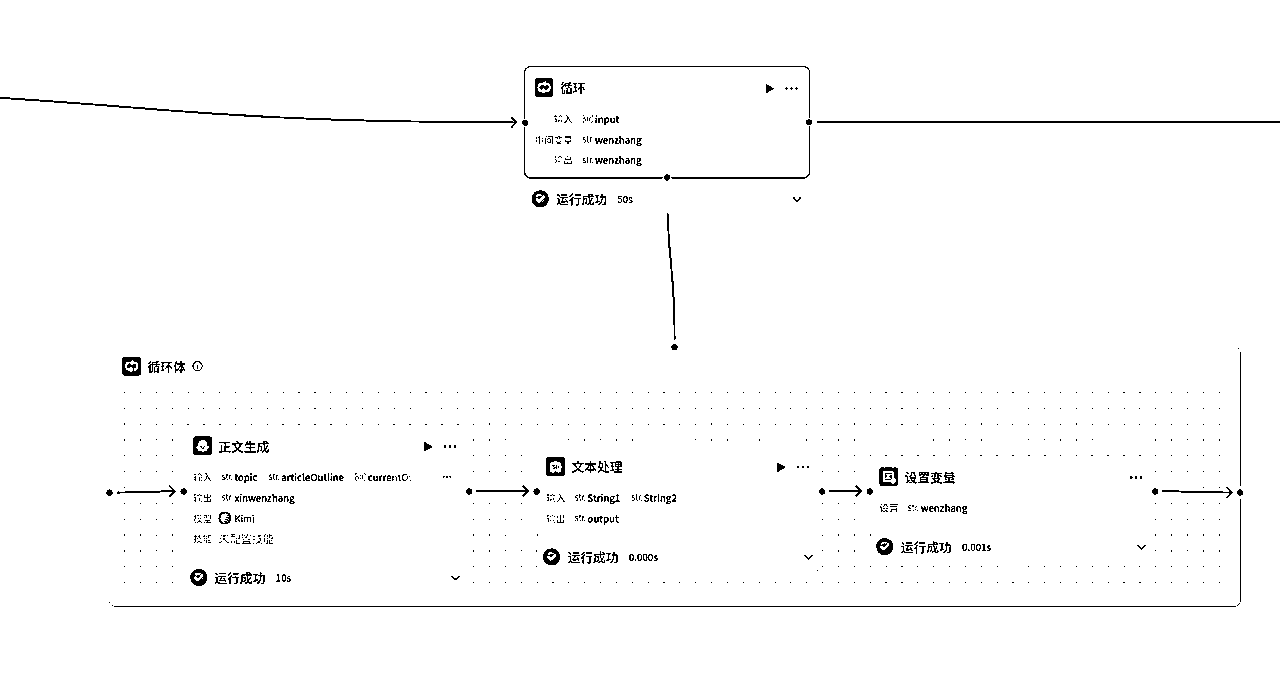 循环
输入 input
中间变量 str. wenzhang
输出 str. wenzhang
运行成功 50s
循环体
正文生成
输入 str. topic str. articleOutline currentO
输出 str. xinwenzhang
模型 Kimi
技能 未配置技能
运行成功 10s
文本处理
输入 str. String1 str. String2
输出 str. output
运行成功 0.000s
设置变量
设置 str. wenzhang
运行成功 0.001s